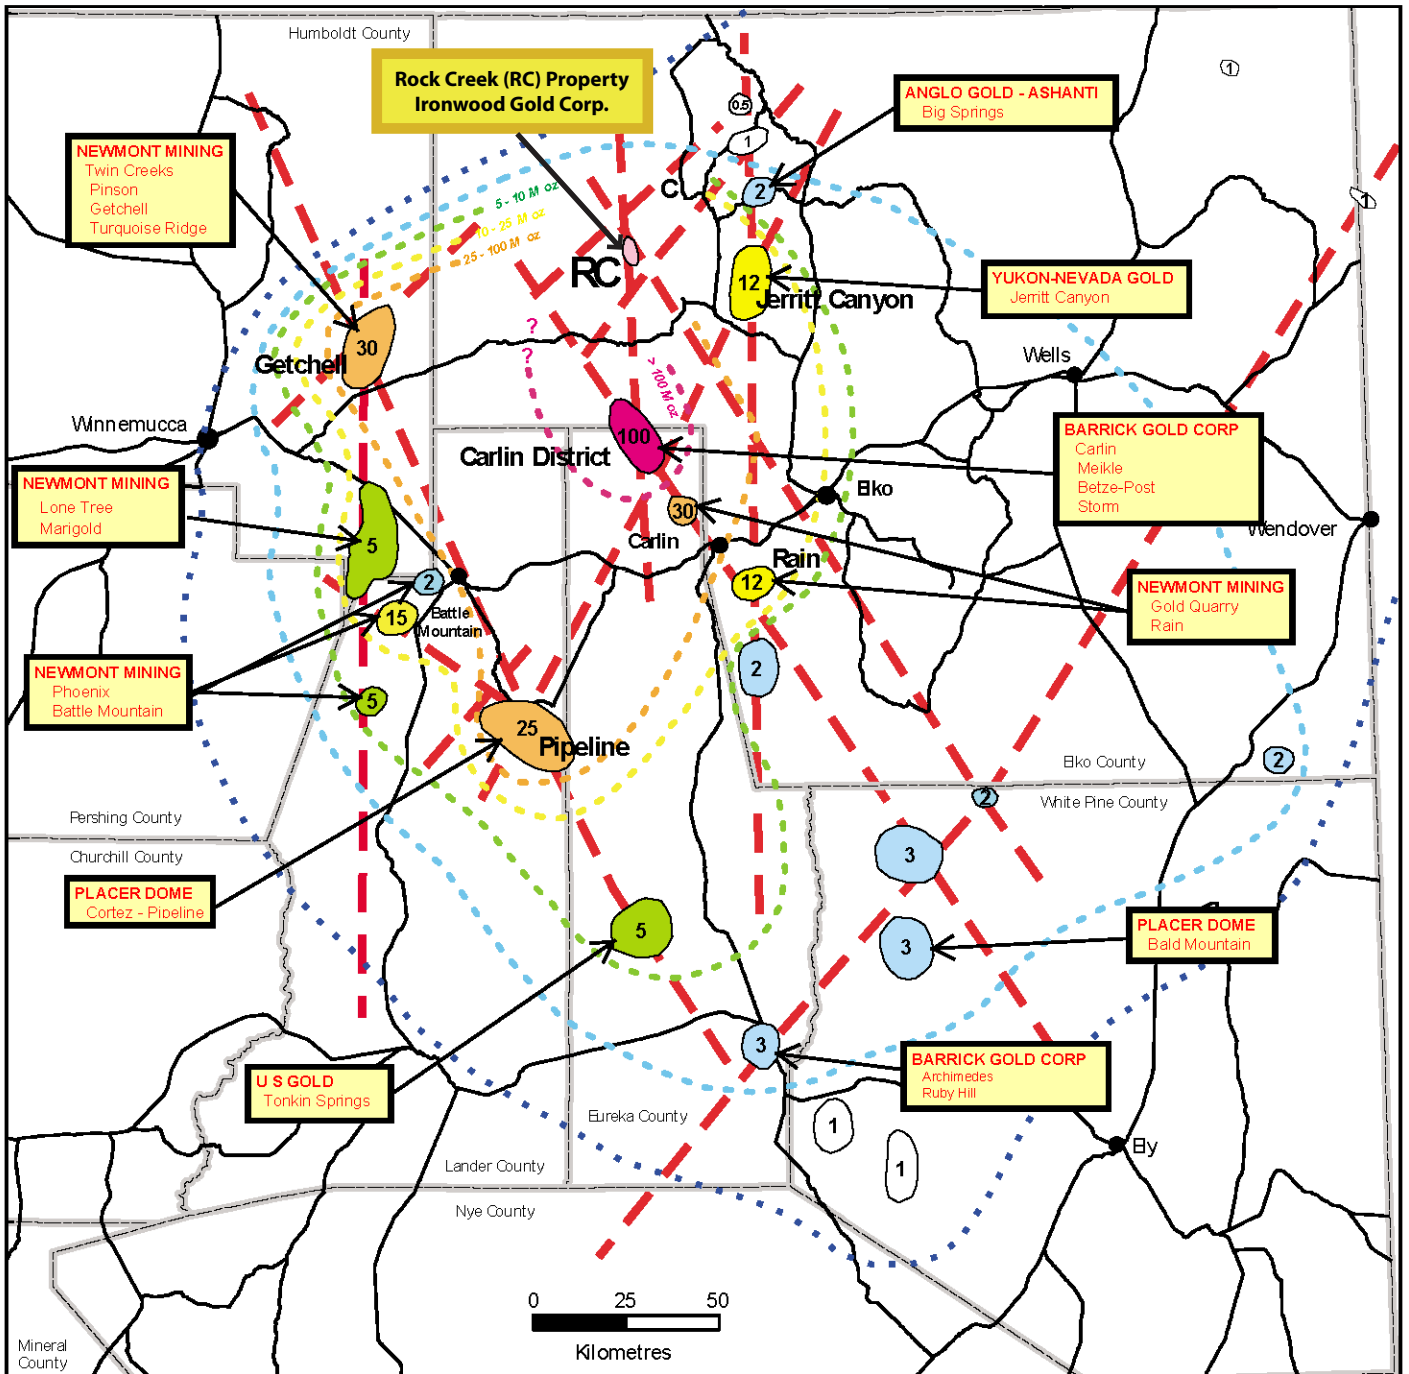 Humboldt County
Rock Creek (RC) Property
Ironwood Gold Corp.
ANGLO GOLD - ASHANTI
Big Springs
1
0.5
1
NEWMONT MINING
Twin Creeks
Pinson
Getchell
Turquoise Ridge
C
2
1
5 - 10 M oz
10 - 25 M oz
25 - 100 M oz
RC
12
Jerritt Canyon
YUKON-NEVADA GOLD
Jerritt Canyon
?
?
30
Getchell
Wells
> 100 M oz
Winnemucca
100
Carlin District
BARRICK GOLD CORP
Carlin
Meikle
Betze-Post
Storm
NEWMONT MINING
Lone Tree
Marigold
Elko
30
Carlin
Wendover
5
2
Rain
12
NEWMONT MINING
Gold Quarry
Rain
15
Battle
Mountain
NEWMONT MINING
Phoenix
Battle Mountain
2
5
25
Pipeline
Elko County
2
2
White Pine County
Pershing County
Churchill County
3
PLACER DOME
Cortez - Pipeline
5
3
PLACER DOME
Bald Mountain
3
BARRICK GOLD CORP
Archimedes
Ruby Hill
U S GOLD
Tonkin Springs
Eureka County
1
Ely
Lander County
1
Nye County
0 25 50
Kilometres
Mineral
County